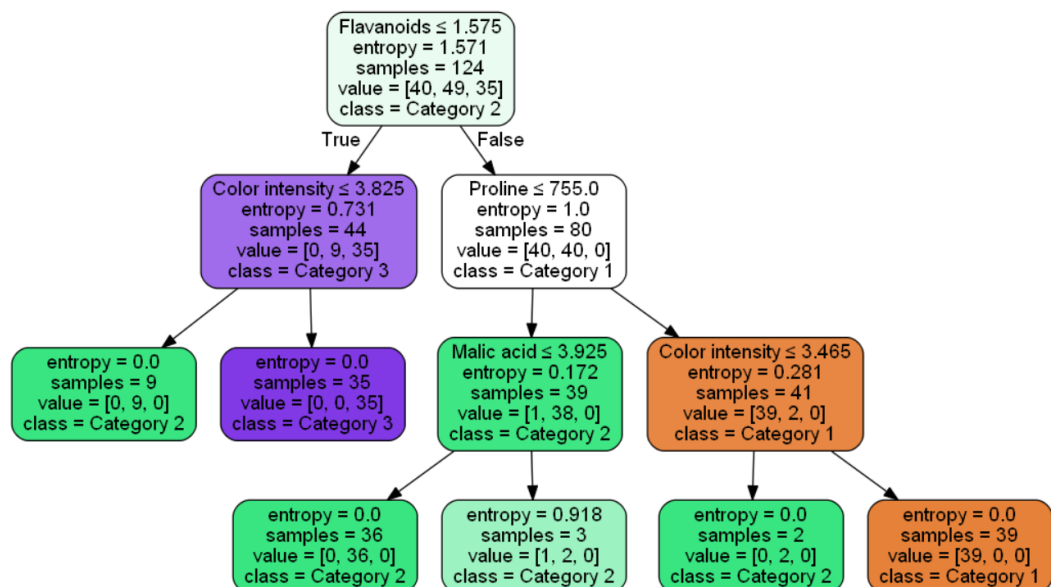 Flavanoids ≤ 1.575
entropy = 1.571
samples = 124
value = [40, 49, 35]
class = Category 2
True
False
Color intensity ≤ 3.825
entropy = 0.731
samples = 44
value = [0, 9, 35]
class = Category 3
Proline ≤ 755.0
entropy = 1.0
samples = 80
value = [40, 40, 0]
class = Category 1
entropy = 0.0
samples = 9
value = [0, 9, 0]
class = Category 2
entropy = 0.0
samples = 35
value = [0, 0, 35]
class = Category 3
Malic acid ≤ 3.925
entropy = 0.172
samples = 39
value = [1, 38, 0]
class = Category 2
Color intensity ≤ 3.465
entropy = 0.281
samples = 41
value = [39, 2, 0]
class = Category 1
entropy = 0.0
samples = 36
value = [0, 36, 0]
class = Category 2
entropy = 0.918
samples = 3
value = [1, 2, 0]
class = Category 2
entropy = 0.0
samples = 2
value = [0, 2, 0]
class = Category 2
entropy = 0.0
samples = 39
value = [39, 0, 0]
class = Category 1